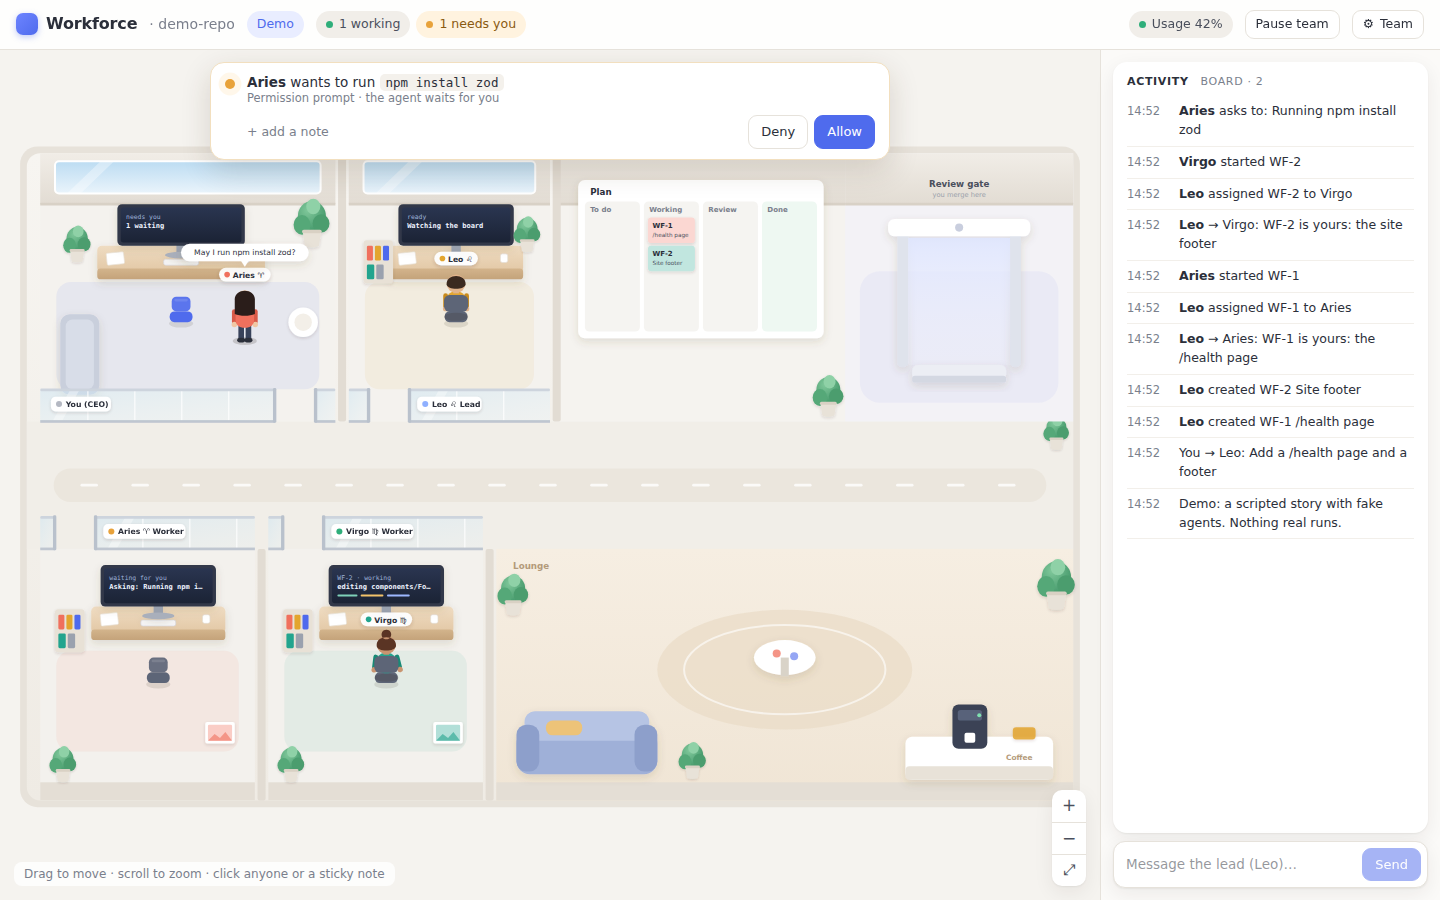 Workforce · demo-repo Demo 1 working 1 needs you Usage 42% Pause team ⚙ Team
Aries wants to run npm install zod
Permission prompt · the agent waits for you
+ add a note Deny Allow
needs you
1 waiting
May I run npm install zod?
Aries ♈
You (CEO)
ready
Watching the board
Leo ♌
Leo ♌ Lead
Plan
To do Working Review Done
WF-1
/health page
WF-2
Site footer
Review gate
you merge here
Aries ♈ Worker
waiting for you
Asking: Running npm i…
Virgo ♍ Worker
WF-2 · working
editing components/Fo…
Virgo ♍
Lounge
Coffee
+
−
⤢
Drag to move · scroll to zoom · click anyone or a sticky note
ACTIVITY BOARD · 2
14:52 Aries asks to: Running npm install
zod
14:52 Virgo started WF-2
14:52 Leo assigned WF-2 to Virgo
14:52 Leo → Virgo: WF-2 is yours: the site
footer
14:52 Aries started WF-1
14:52 Leo assigned WF-1 to Aries
14:52 Leo → Aries: WF-1 is yours: the
/health page
14:52 Leo created WF-2 Site footer
14:52 Leo created WF-1 /health page
14:52 You → Leo: Add a /health page and a
footer
14:52 Demo: a scripted story with fake
agents. Nothing real runs.
Message the lead (Leo)… Send